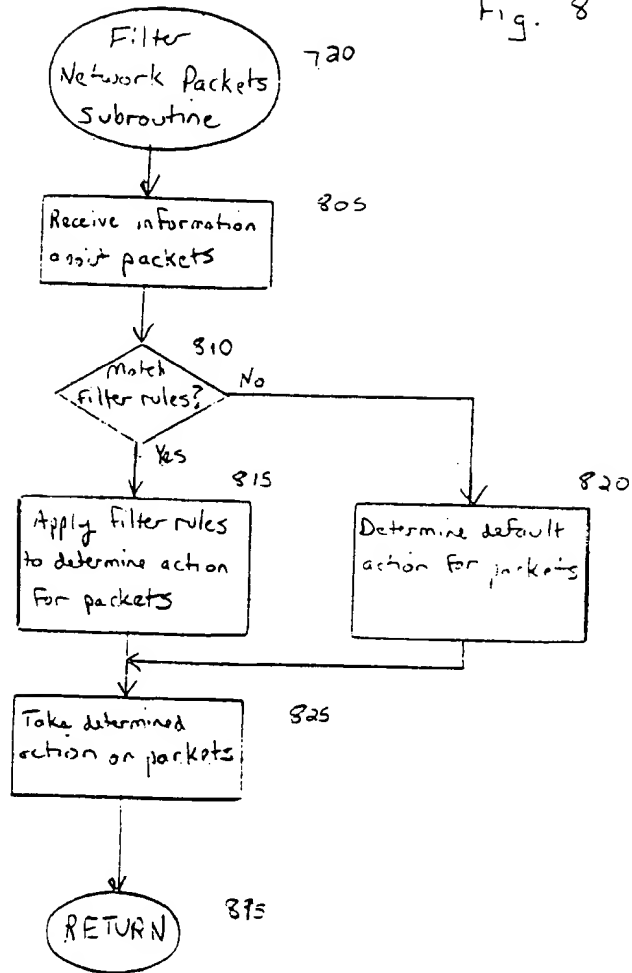 Fig. 8
Filter
Network Packets
Subroutine
720
Receive information
packets
805
Match
Filter rules?
810
No
Yes
815
Apply filter rules
to determine action
for packets
820
Determine default
action for packets
Take determined
action on packets
825
RETURN
895